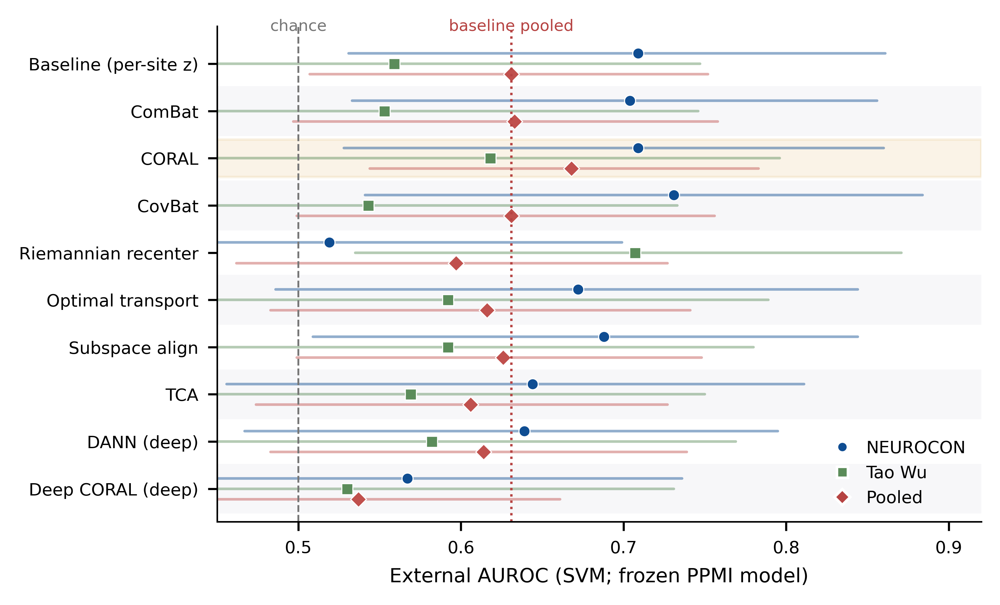 chance
baseline pooled
Baseline (per-site z)
ComBat
CORAL
CovBat
Riemannian recenter
Optimal transport
Subspace align
TCA
DANN (deep)
Deep CORAL (deep)
NEUROCON
Tao Wu
Pooled
0.5 0.6 0.7 0.8 0.9
External AUROC (SVM; frozen PPMI model)